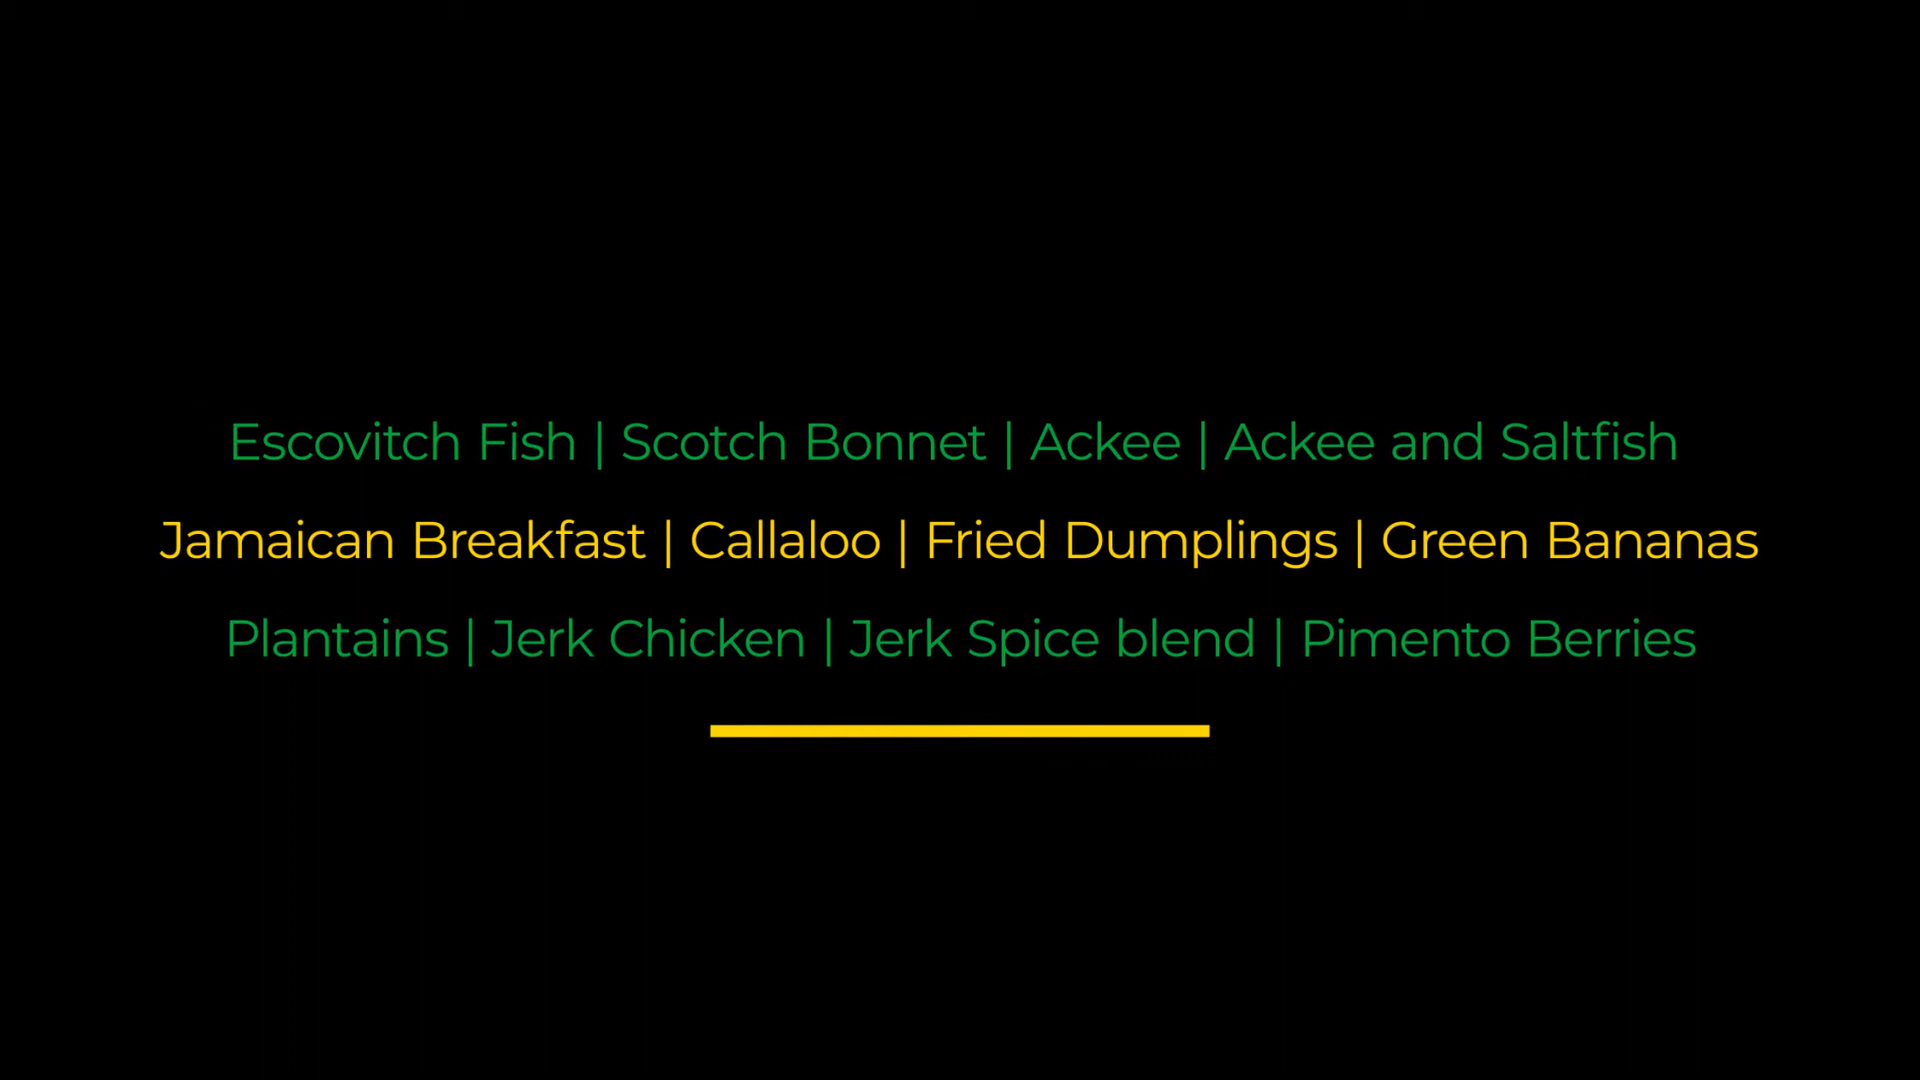 Escovitch Fish | Scotch Bonnet | Ackee | Ackee and Saltfish
Jamaican Breakfast | Callaloo | Fried Dumplings | Green Bananas
Plantains | Jerk Chicken | Jerk Spice blend | Pimento Berries